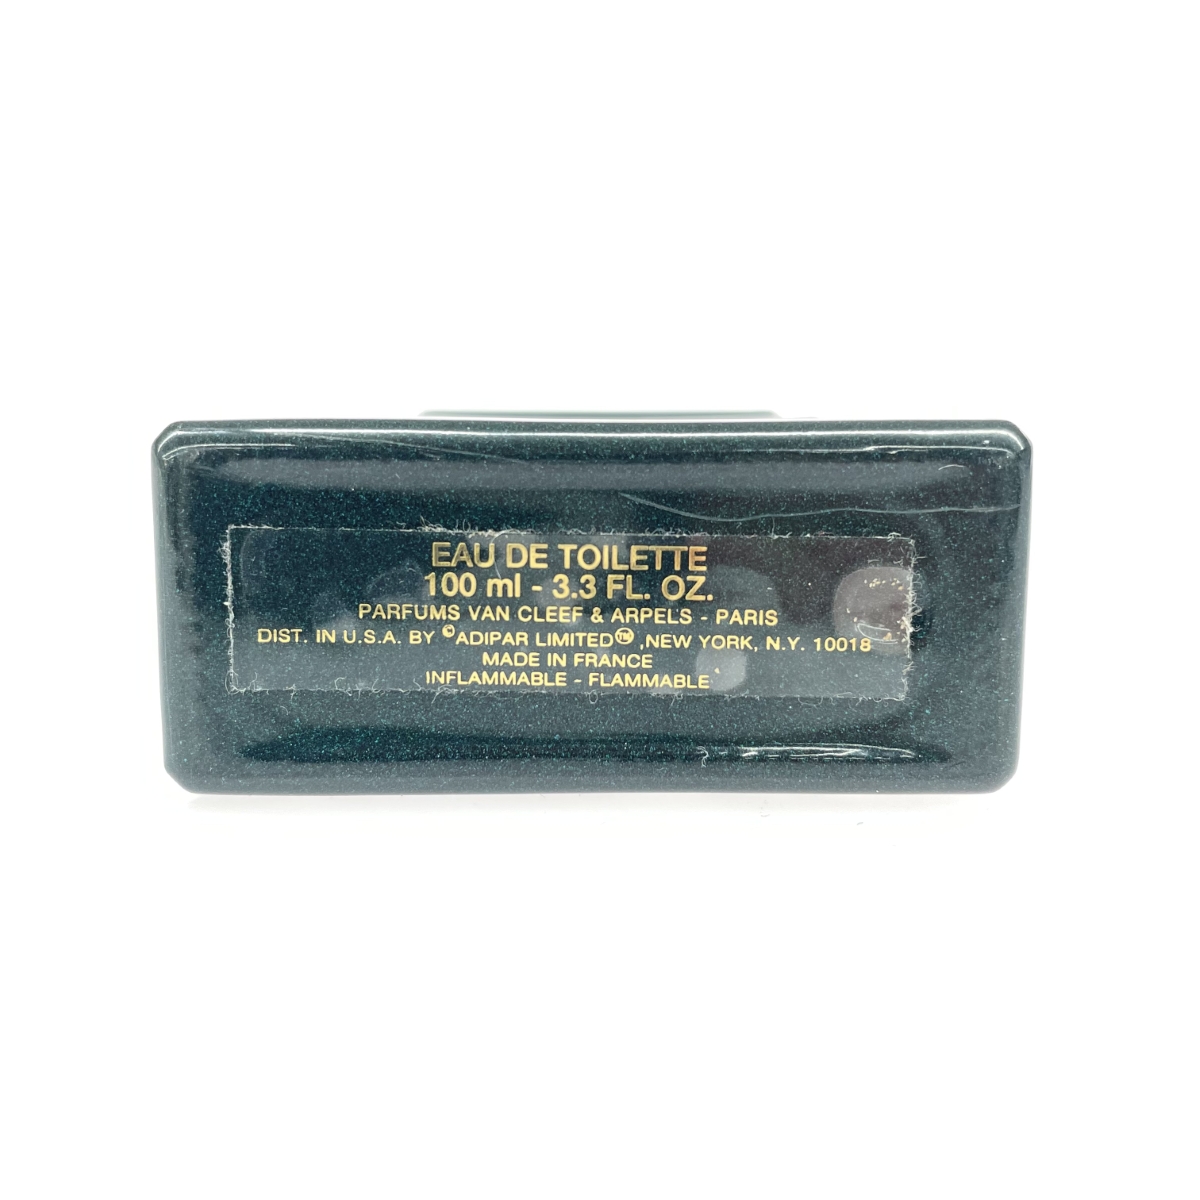 EAU DE TOILETTE
100 ml - 3.3 FL. OZ.
PARFUMS VAN CLEEF & ARPELS - PARIS
DIST. IN U.S.A. BY ©ADIPAR LIMITED™ ,NEW YORK, N.Y. 10018
MADE IN FRANCE
INFLAMMABLE - FLAMMABLE